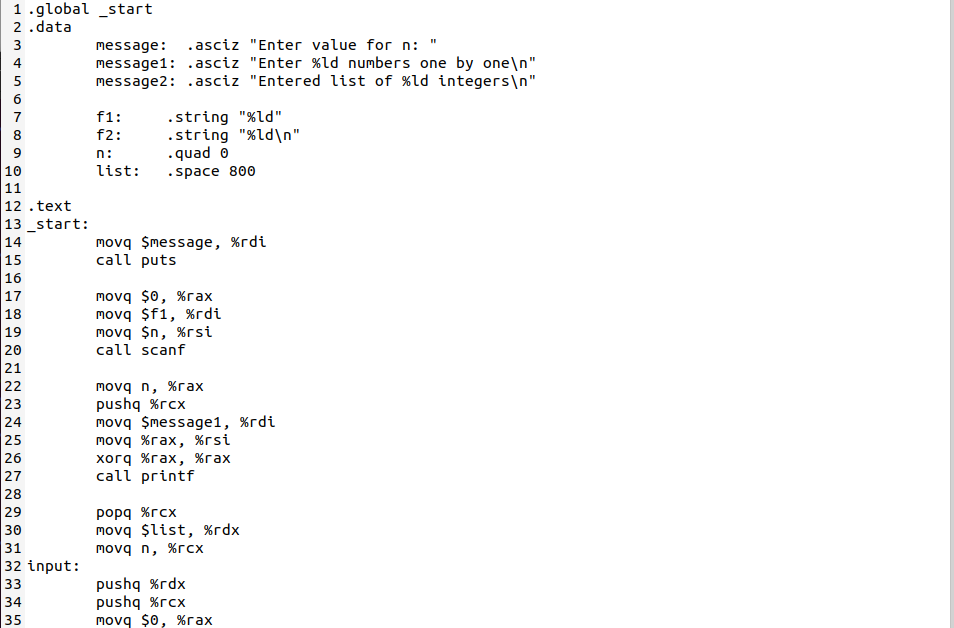 1 .global _start
2 .data
3         message:  .asciz "Enter value for n: "
4         message1: .asciz "Enter %ld numbers one by one\n"
5         message2: .asciz "Entered list of %ld integers\n"
6
7         f1:     .string "%ld"
8         f2:     .string "%ld\n"
9         n:      .quad 0
10         list:   .space 800
11
12 .text
13 _start:
14         movq $message, %rdi
15         call puts
16
17         movq $0, %rax
18         movq $f1, %rdi
19         movq $n, %rsi
20         call scanf
21
22         movq n, %rax
23         pushq %rcx
24         movq $message1, %rdi
25         movq %rax, %rsi
26         xorq %rax, %rax
27         call printf
28
29         popq %rcx
30         movq $list, %rdx
31         movq n, %rcx
32 input:
33         pushq %rdx
34         pushq %rcx
35         movq $0, %rax